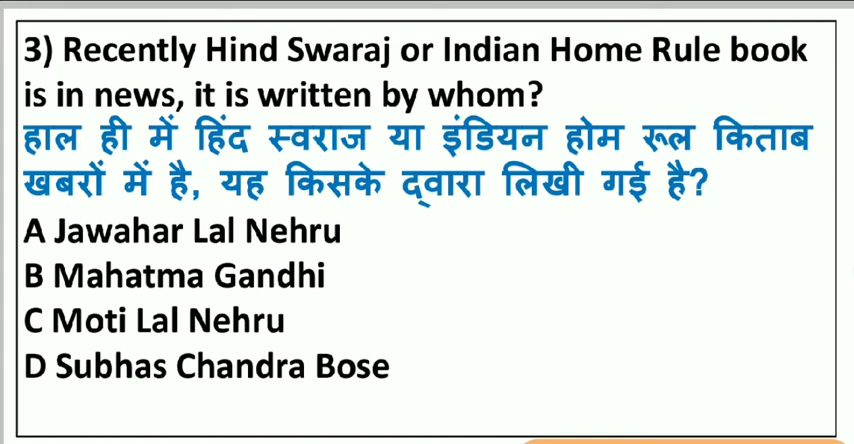 3) Recently Hind Swaraj or Indian Home Rule book
is in news, it is written by whom?
हाल ही में हिंद स्वराज या इंडियन होम रूल किताब
खबरों में है, यह किसके द्वारा लिखी गई है?
A Jawahar Lal Nehru
B Mahatma Gandhi
C Moti Lal Nehru
D Subhas Chandra Bose